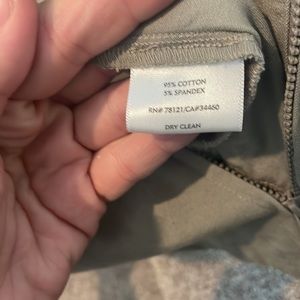 95% COTTON
5% SPANDEX
RN# 78121/CA#34460
DRY CLEAN